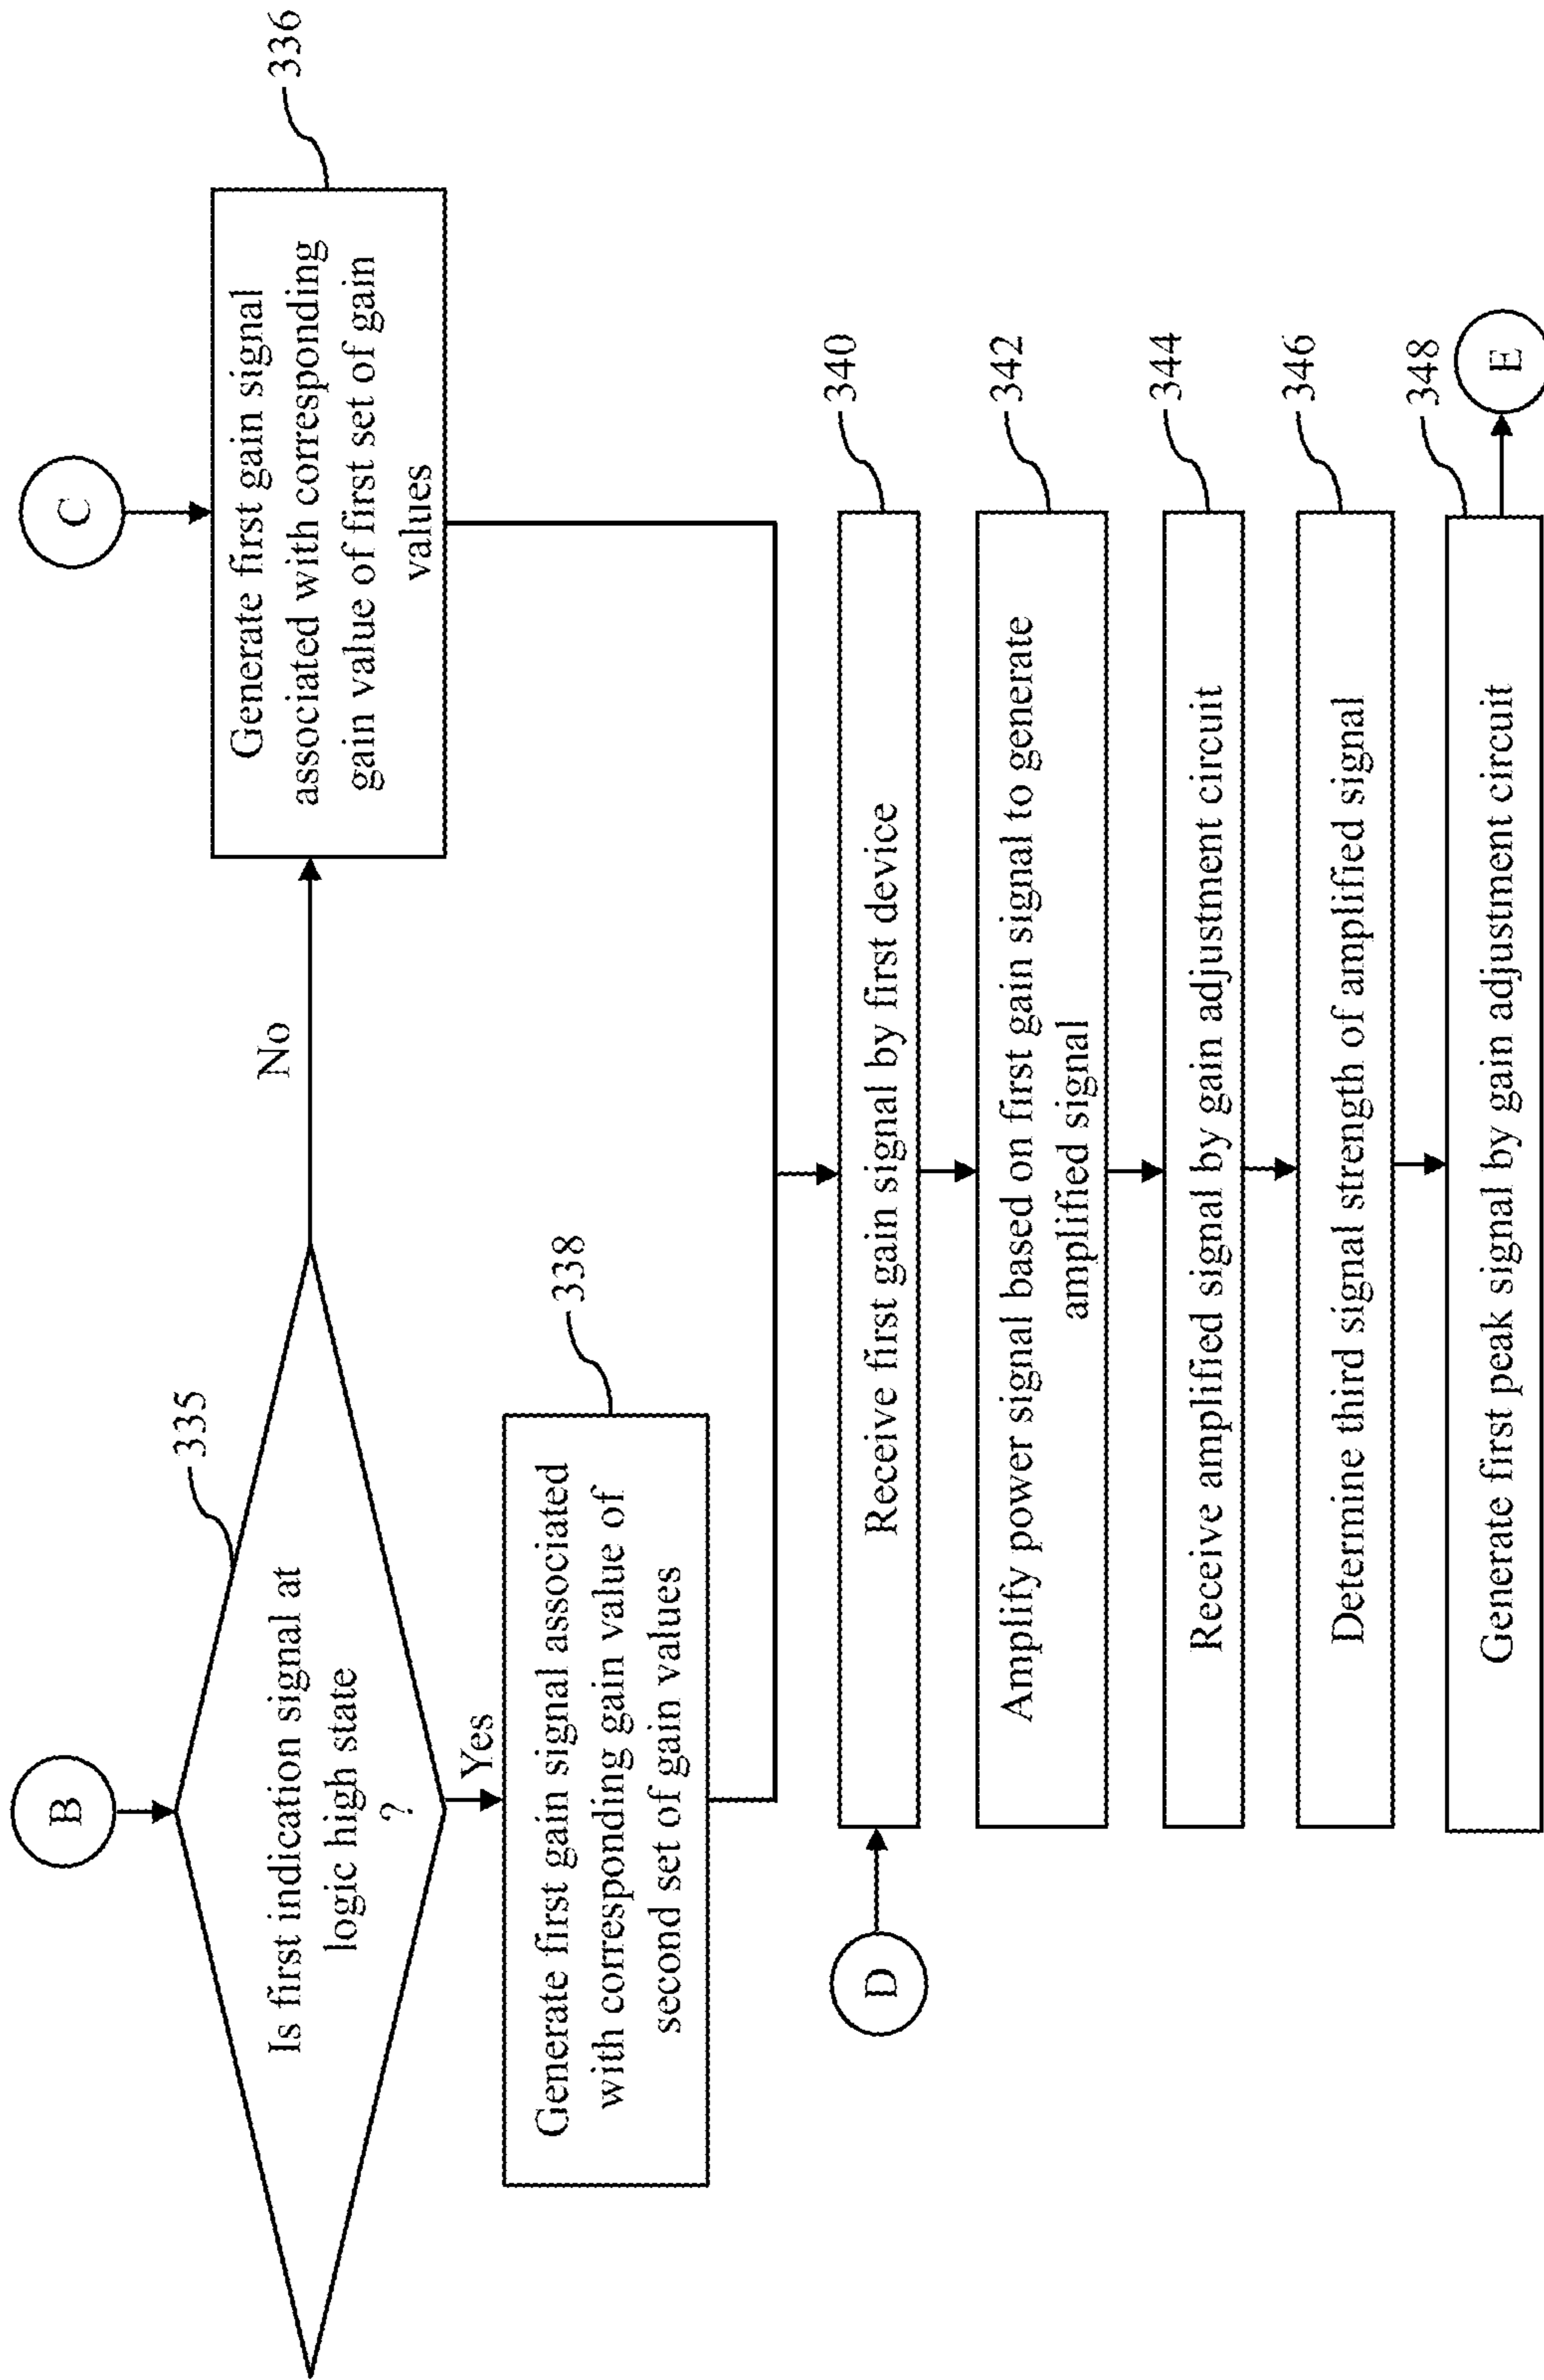 B
C
335
Is first indication signal at
logic high state
?
No
Yes
336
Generate first gain signal
associated with corresponding
gain value of first set of gain
values
338
Generate first gain signal associated
with corresponding gain value of
second set of gain values
D
340
Receive first gain signal by first device
342
Amplify power signal based on first gain signal to generate
amplified signal
344
Receive amplified signal by gain adjustment circuit
346
Determine third signal strength of amplified signal
348
Generate first peak signal by gain adjustment circuit
E